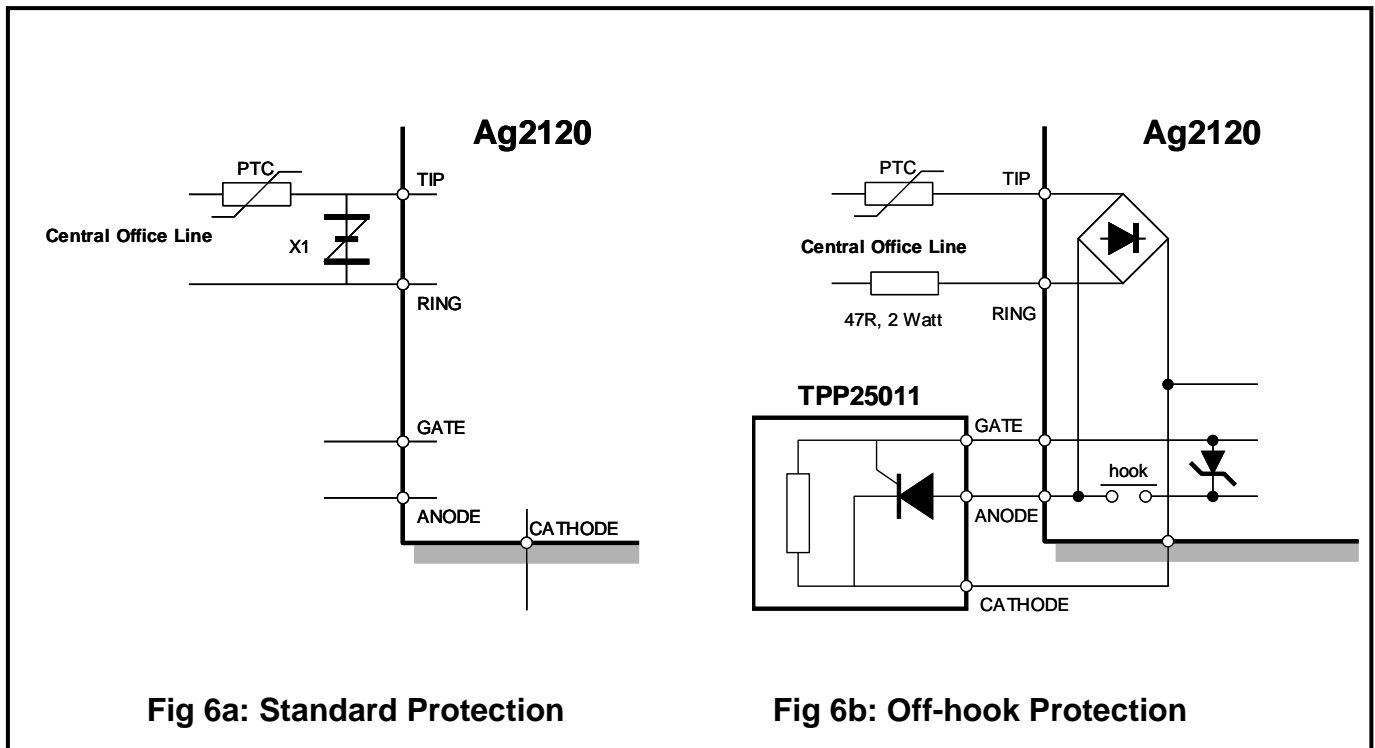 Ag2120
PTC
TIP
Central Office Line
X1
RING
GATE
ANODE
CATHODE
Fig 6a: Standard Protection
Ag2120
PTC
TIP
Central Office Line
47R, 2 Watt
RING
TPP25011
GATE
hook
ANODE
CATHODE
Fig 6b: Off-hook Protection